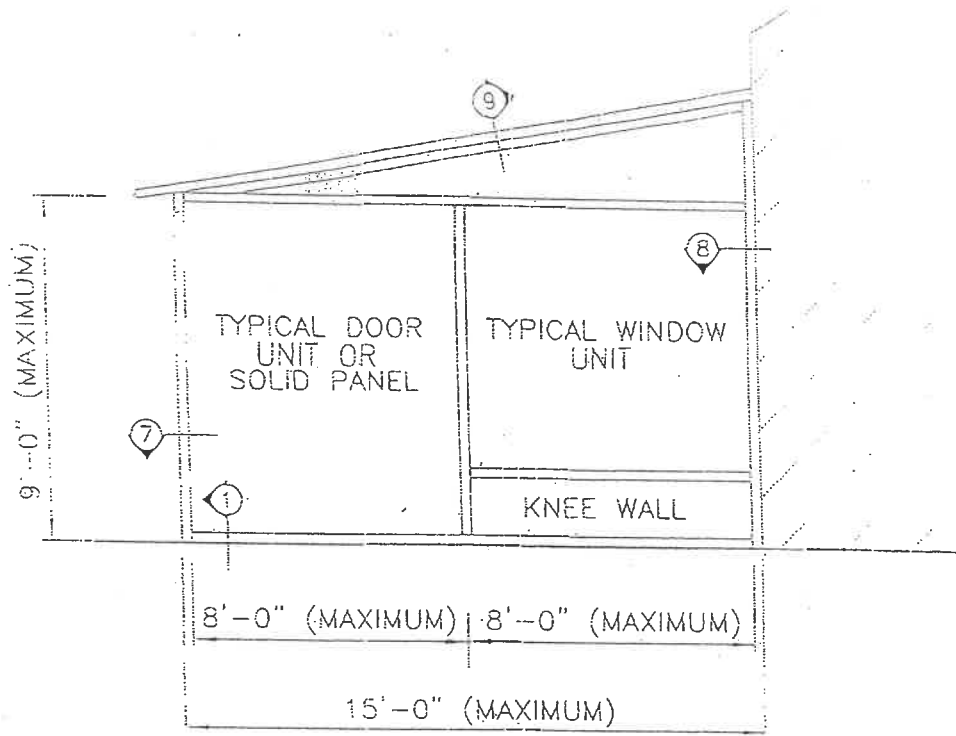 9
8
9'-0" (MAXIMUM)
TYPICAL DOOR
UNIT OR
SOLID PANEL
TYPICAL WINDOW
UNIT
7
1
KNEE WALL
8'-0" (MAXIMUM)
8'-0" (MAXIMUM)
15'-0" (MAXIMUM)